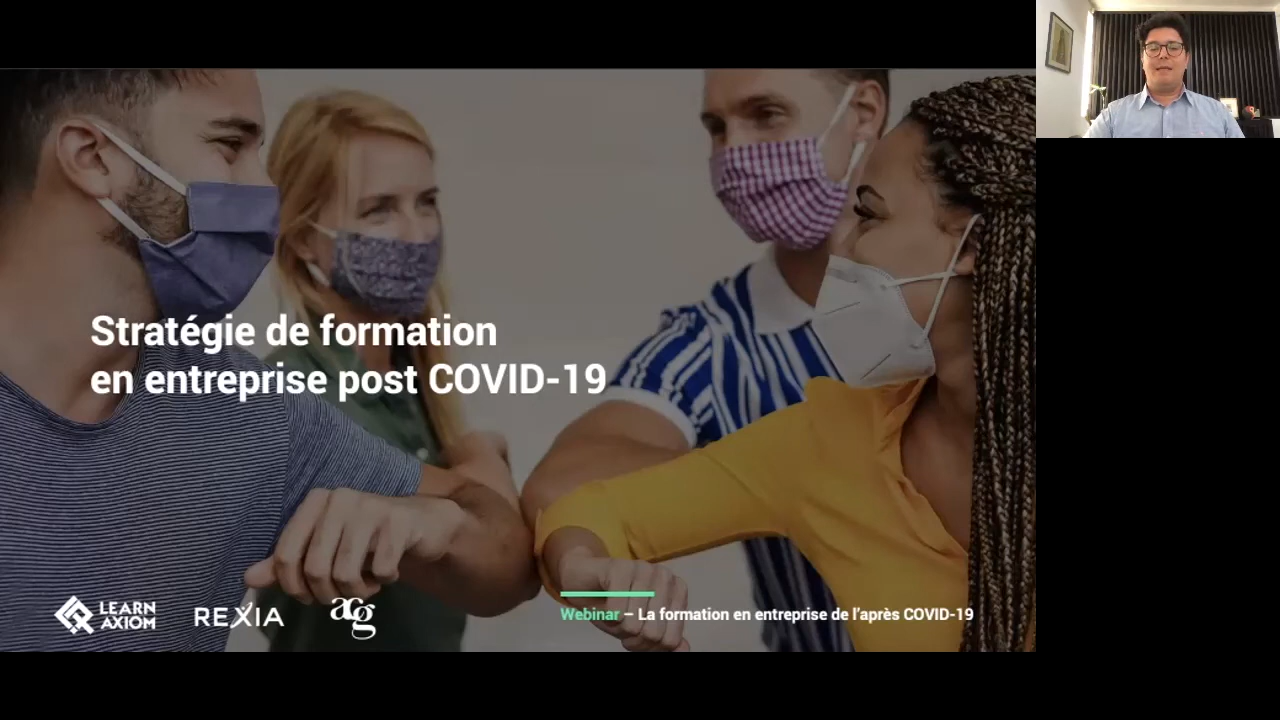 Stratégie de formation
en entreprise post COVID-19
LEARN
AXIOM
REXIA
acg
Webinar – La formation en entreprise de l'après COVID-19